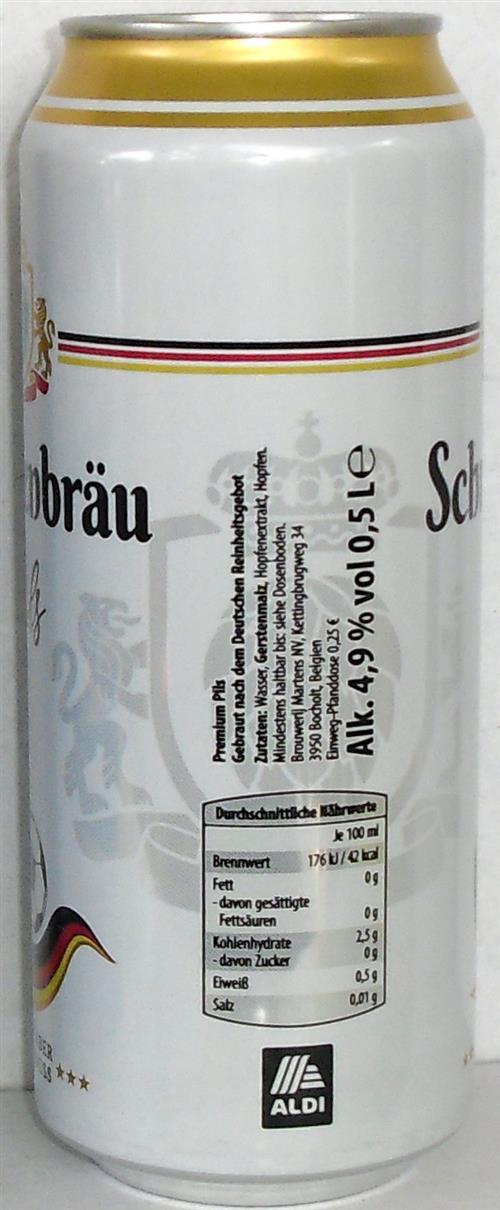 Premium Pils
Gebraut nach dem Deutschen Reinheitsgebot
Zutaten: Wasser, Gerstenmalz, Hopfenextrakt, Hopfen.
Mindestens haltbar bis: siehe Dosenboden.
Brouwerij Martens NV, Kettingbrugweg 34
3950 Bocholt, Belgien
Einweg-Pfanddose 0,25 €
Alk. 4,9 % vol 0,5 L e
Durchschnittliche Nährwerte
Je 100 ml
Brennwert 176 kJ / 42 kcal
Fett 0 g
- davon gesättigte
Fettsäuren 0 g
Kohlenhydrate 2,5 g
- davon Zucker 0 g
Eiweiß 0,5 g
Salz 0,01 g
ALDI